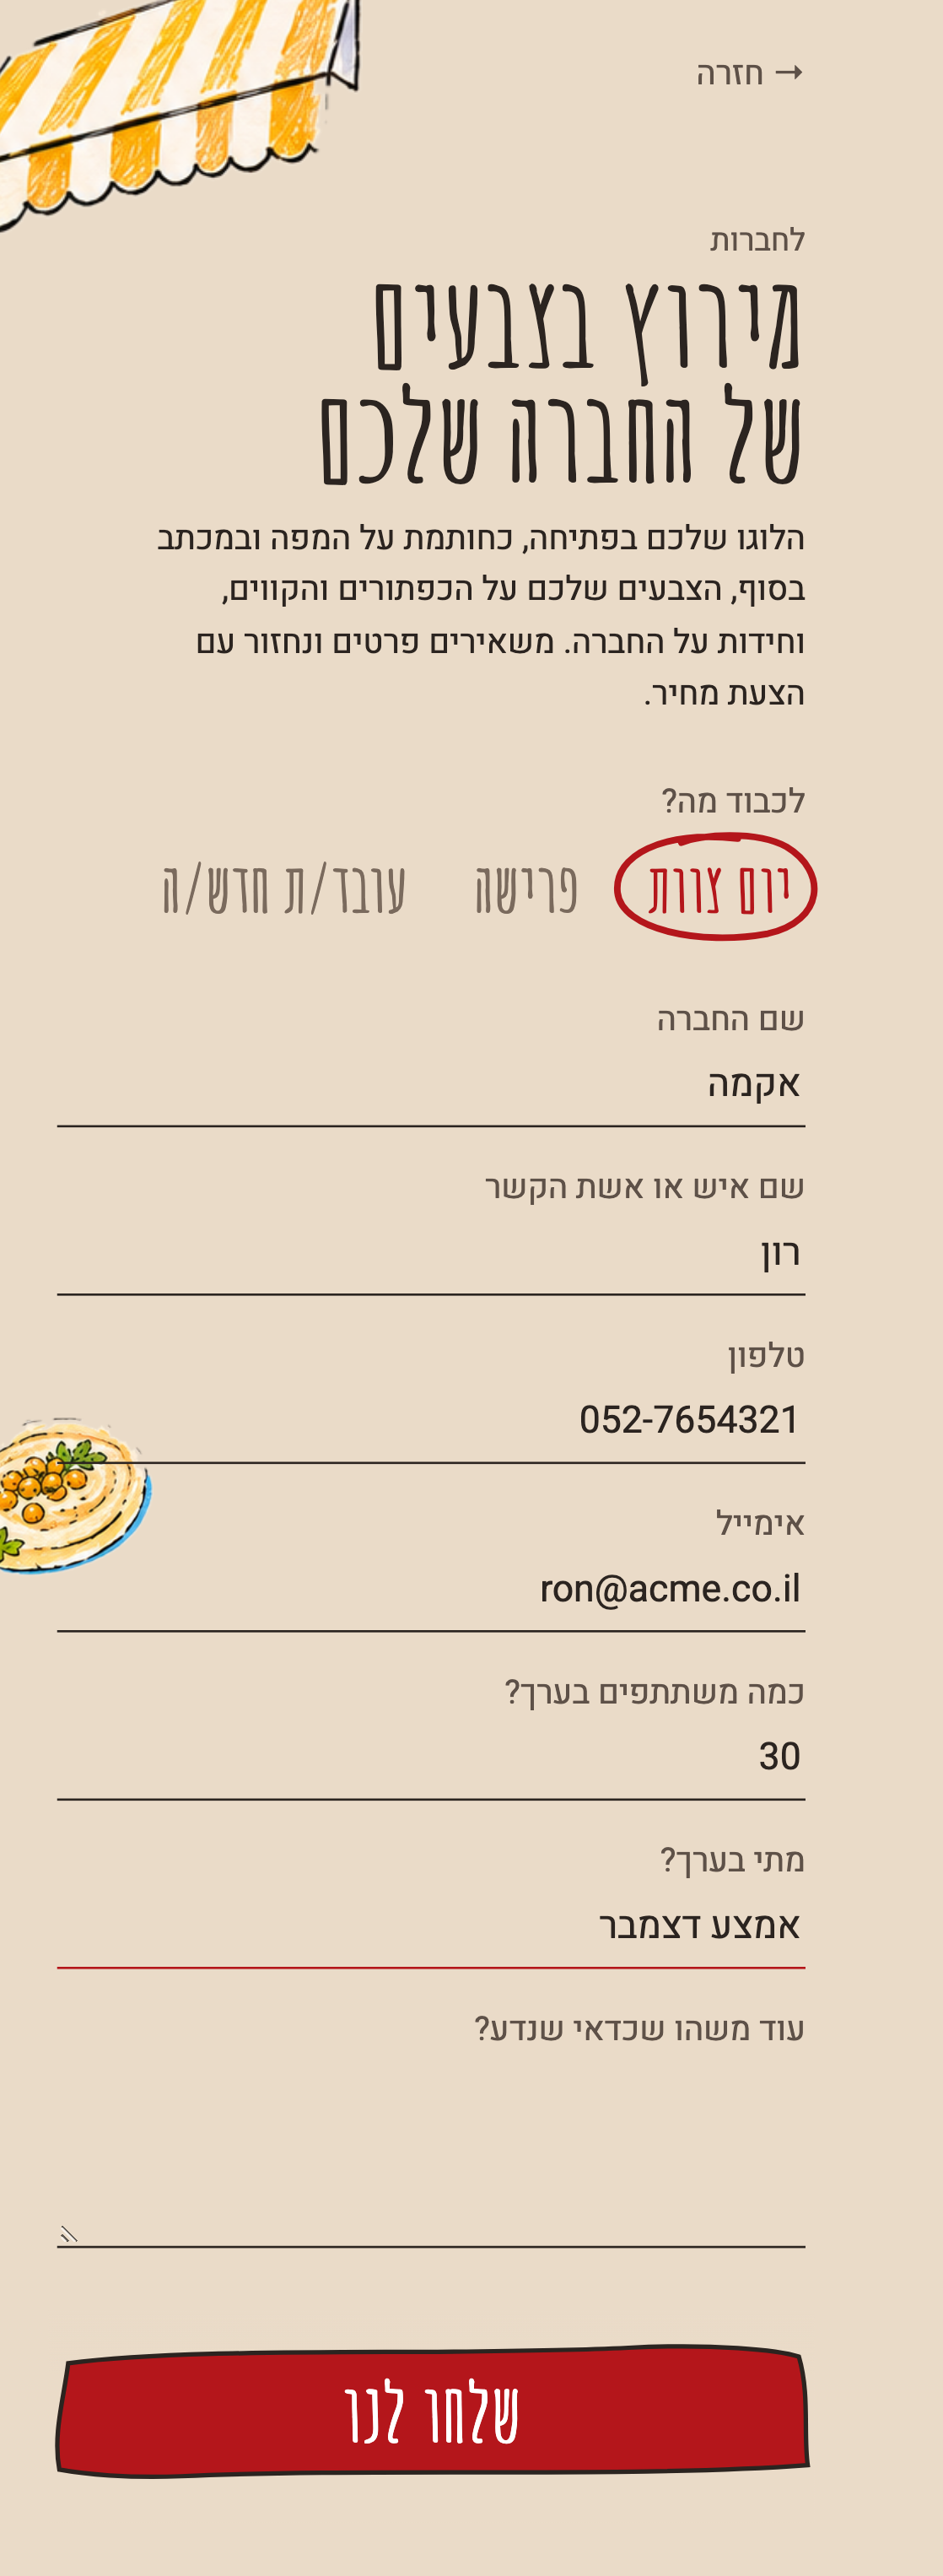 → חזרה
לחברות
מירוץ בצבעים
של החברה שלכם
הלוגו שלכם בפתיחה, כחותמת על המפה ובמכתב
בסוף, הצבעים שלכם על הכפתורים והקווים,
וחידות על החברה. משאירים פרטים ונחזור עם
הצעת מחיר.
לכבוד מה?
יום צוות פרישה עובד/ת חדש/ה
שם החברה
אקמה
שם איש או אשת הקשר
רון
טלפון
052-7654321
אימייל
ron@acme.co.il
כמה משתתפים בערך?
30
מתי בערך?
אמצע דצמבר
עוד משהו שכדאי שנדע?
שלחו לנו